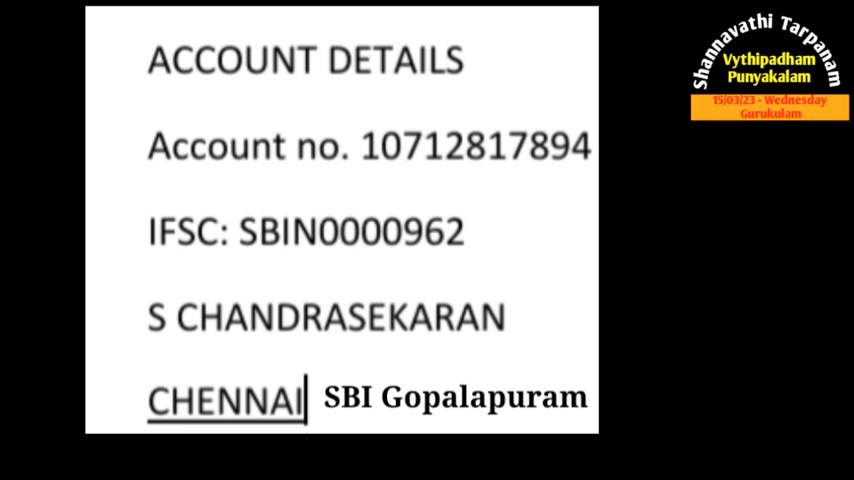 ACCOUNT DETAILS
Account no. 10712817894
IFSC: SBIN0000962
S CHANDRASEKARAN
CHENNAI SBI Gopalapuram
Shannavathi Tarpanam
Vythipadham
Punyakalam
15/03/23 - Wednesday
Gurukulam